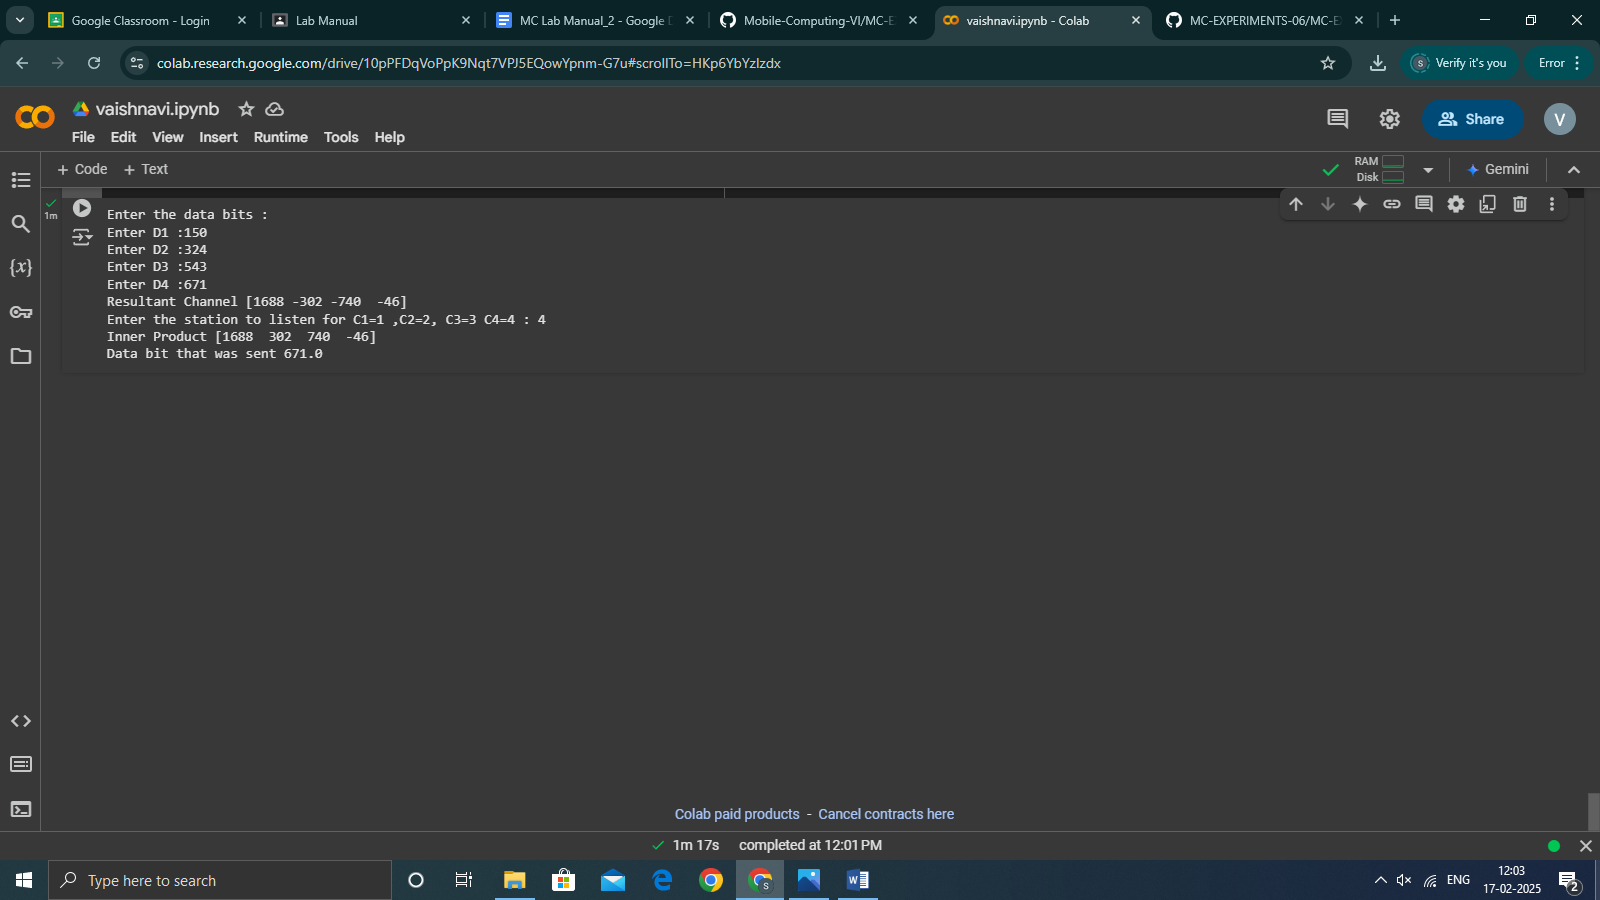 Google Classroom - Login
Lab Manual
MC Lab Manual_2 - Google D
Mobile-Computing-VI/MC-E
vaishnavi.ipynb - Colab
MC-EXPERIMENTS-06/MC-E
colab.research.google.com/drive/10pPFDqVoPpK9Nqt7VPJ5EQowYpnm-G7u#scrollTo=HKp6YbYzIzdx
S Verify it's you
Error
CO vaishnavi.ipynb
File Edit View Insert Runtime Tools Help
Share
V
+ Code + Text
RAM
Disk
Gemini
1m
Enter the data bits :
Enter D1 :150
Enter D2 :324
Enter D3 :543
Enter D4 :671
Resultant Channel [1688 -302 -740  -46]
Enter the station to listen for C1=1 ,C2=2, C3=3 C4=4 : 4
Inner Product [1688  302  740  -46]
Data bit that was sent 671.0
{x}
Colab paid products - Cancel contracts here
1m 17s completed at 12:01 PM
Type here to search
S
W
ENG
12:03
17-02-2025
2